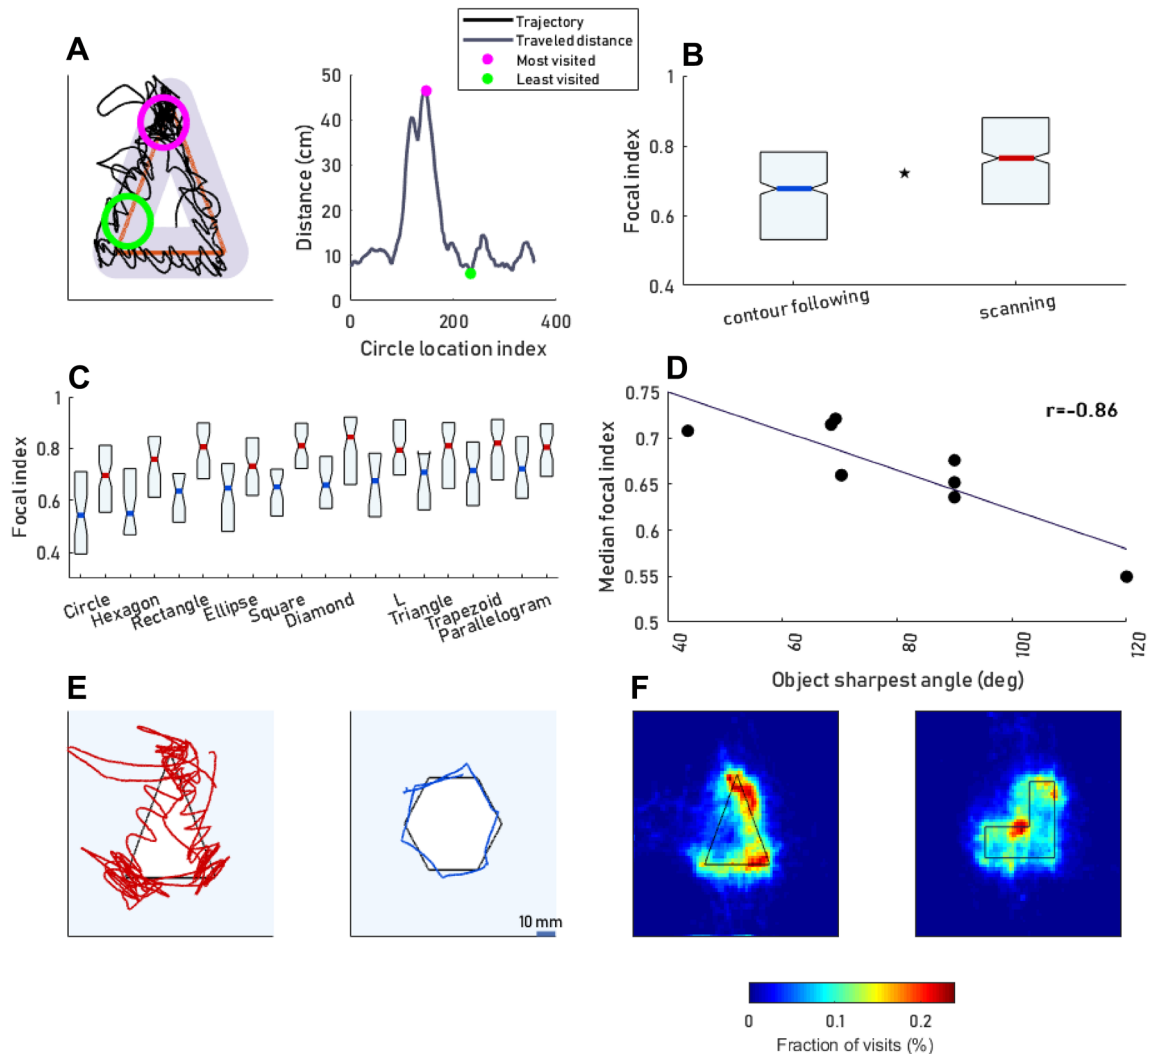 A
Trajectory
Traveled distance
Most visited
Least visited
50
40
30
20
10
0
Distance (cm)
0
200
400
Circle location index
B
1
0.8
0.6
0.4
Focal index
★
contour following
scanning
C
1
0.8
0.6
0.4
Focal index
Circle
Hexagon
Rectangle
Ellipse
Square
Diamond
L
Triangle
Trapezoid
Parallelogram
D
0.75
0.7
0.65
0.6
0.55
0.5
Median focal index
r=-0.86
40
60
80
100
120
Object sharpest angle (deg)
E
10 mm
F
0
0.1
0.2
Fraction of visits (%)